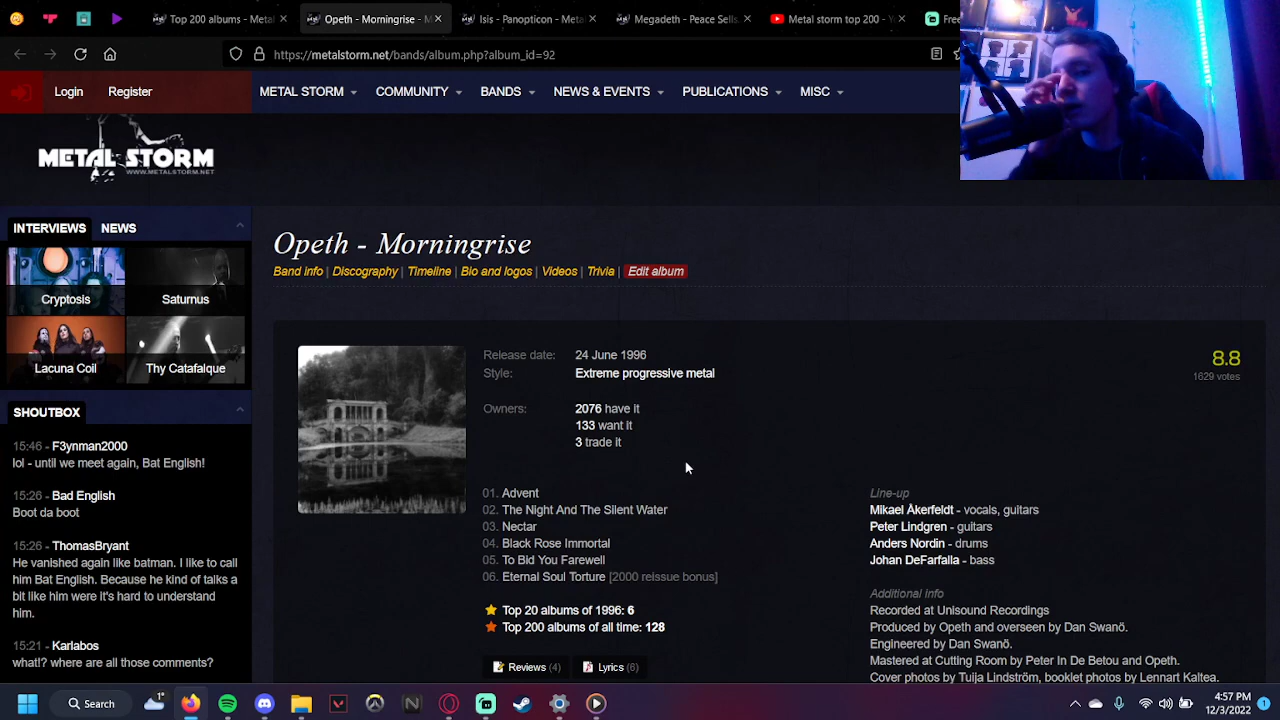 Top 200 albums - Metal
Opeth - Morningrise - M
Isis - Panopticon - Metal
Megadeth - Peace Sells.
Metal storm top 200 - Yo
Free
https://metalstorm.net/bands/album.php?album_id=92
Login Register METAL STORM COMMUNITY BANDS NEWS & EVENTS PUBLICATIONS MISC
METAL STORM
WWW.METALSTORM.NET
INTERVIEWS NEWS
Cryptosis Saturnus
Lacuna Coil Thy Catafalque
SHOUTBOX
15:46 - F3ynman2000
lol - until we meet again, Bat English!
15:26 - Bad English
Boot da boot
15:26 - ThomasBryant
He vanished again like batman. I like to call
him Bat English. Because he kind of talks a
bit like him were it's hard to understand
him.
15:21 - Karlabos
what!? where are all those comments?
Opeth - Morningrise
Band info | Discography | Timeline | Bio and logos | Videos | Trivia | Edit album
Release date: 24 June 1996
Style: Extreme progressive metal
Owners: 2076 have it
133 want it
3 trade it
8.8
1629 votes
01. Advent
02. The Night And The Silent Water
03. Nectar
04. Black Rose Immortal
05. To Bid You Farewell
06. Eternal Soul Torture [2000 reissue bonus]
Top 20 albums of 1996: 6
Top 200 albums of all time: 128
Reviews (4) Lyrics (6)
Line-up
Mikael Åkerfeldt - vocals, guitars
Peter Lindgren - guitars
Anders Nordin - drums
Johan DeFarfalla - bass
Additional info
Recorded at Unisound Recordings
Produced by Opeth and overseen by Dan Swanö.
Engineered by Dan Swanö.
Mastered at Cutting Room by Peter In De Betou and Opeth.
Cover photos by Tuija Lindström, booklet photos by Lennart Kaltea.
Search
4:57 PM
12/3/2022
1